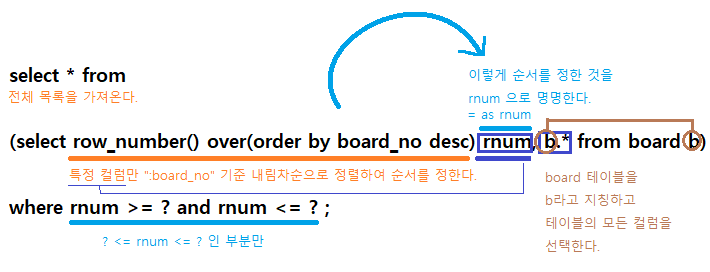 select * from
전체 목록을 가져온다.
이렇게 순서를 정한 것을
rnum 으로 명명한다.
= as rnum
(select row_number() over(order by board_no desc) rnum, b.* from board b)
특정 컬럼만 ":board_no" 기준 내림차순으로 정렬하여 순서를 정한다.
board 테이블을
b라고 지칭하고
테이블의 모든 컬럼을
선택한다.
where rnum >= ? and rnum <= ? ;
? <= rnum <= ? 인 부분만